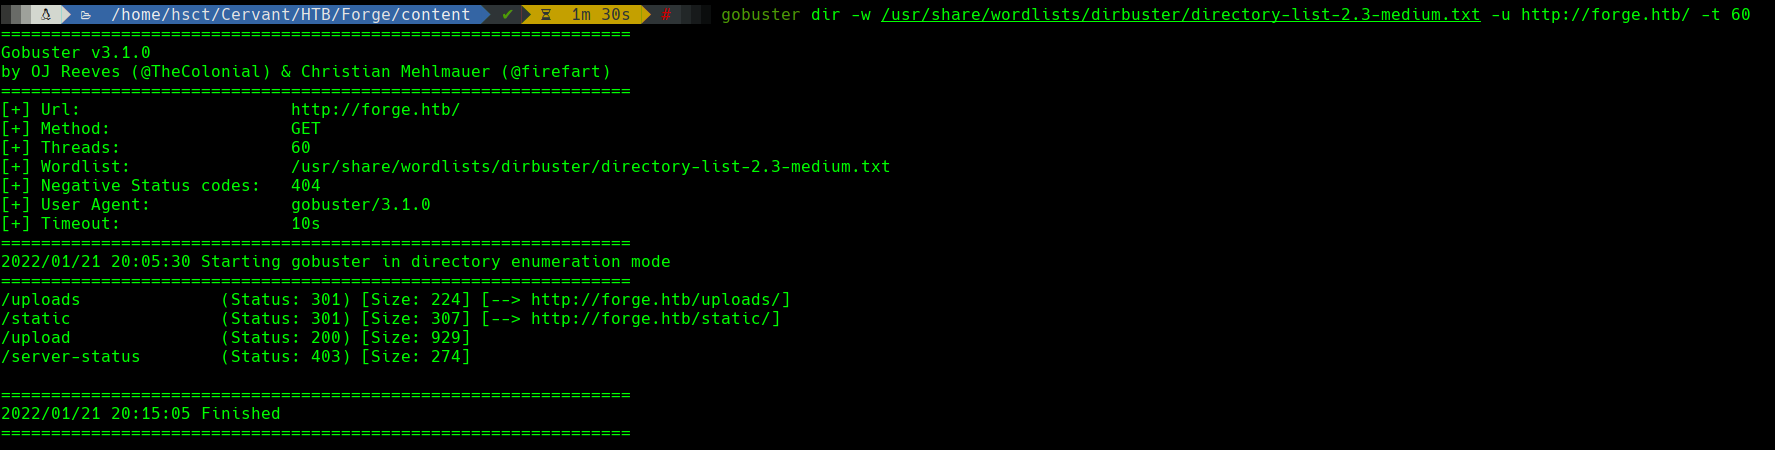 /home/hsct/Cervant/HTB/Forge/content ✔ 1m 30s # gobuster dir -w /usr/share/wordlists/dirbuster/directory-list-2.3-medium.txt -u http://forge.htb/ -t 60
===============================================================
Gobuster v3.1.0
by OJ Reeves (@TheColonial) & Christian Mehlmauer (@firefart)
===============================================================
[+] Url:                     http://forge.htb/
[+] Method:                  GET
[+] Threads:                 60
[+] Wordlist:                /usr/share/wordlists/dirbuster/directory-list-2.3-medium.txt
[+] Negative Status codes:   404
[+] User Agent:              gobuster/3.1.0
[+] Timeout:                 10s
===============================================================
2022/01/21 20:05:30 Starting gobuster in directory enumeration mode
===============================================================
/uploads              (Status: 301) [Size: 224] [--> http://forge.htb/uploads/]
/static               (Status: 301) [Size: 307] [--> http://forge.htb/static/]
/upload               (Status: 200) [Size: 929]
/server-status        (Status: 403) [Size: 274]
===============================================================
2022/01/21 20:15:05 Finished
===============================================================